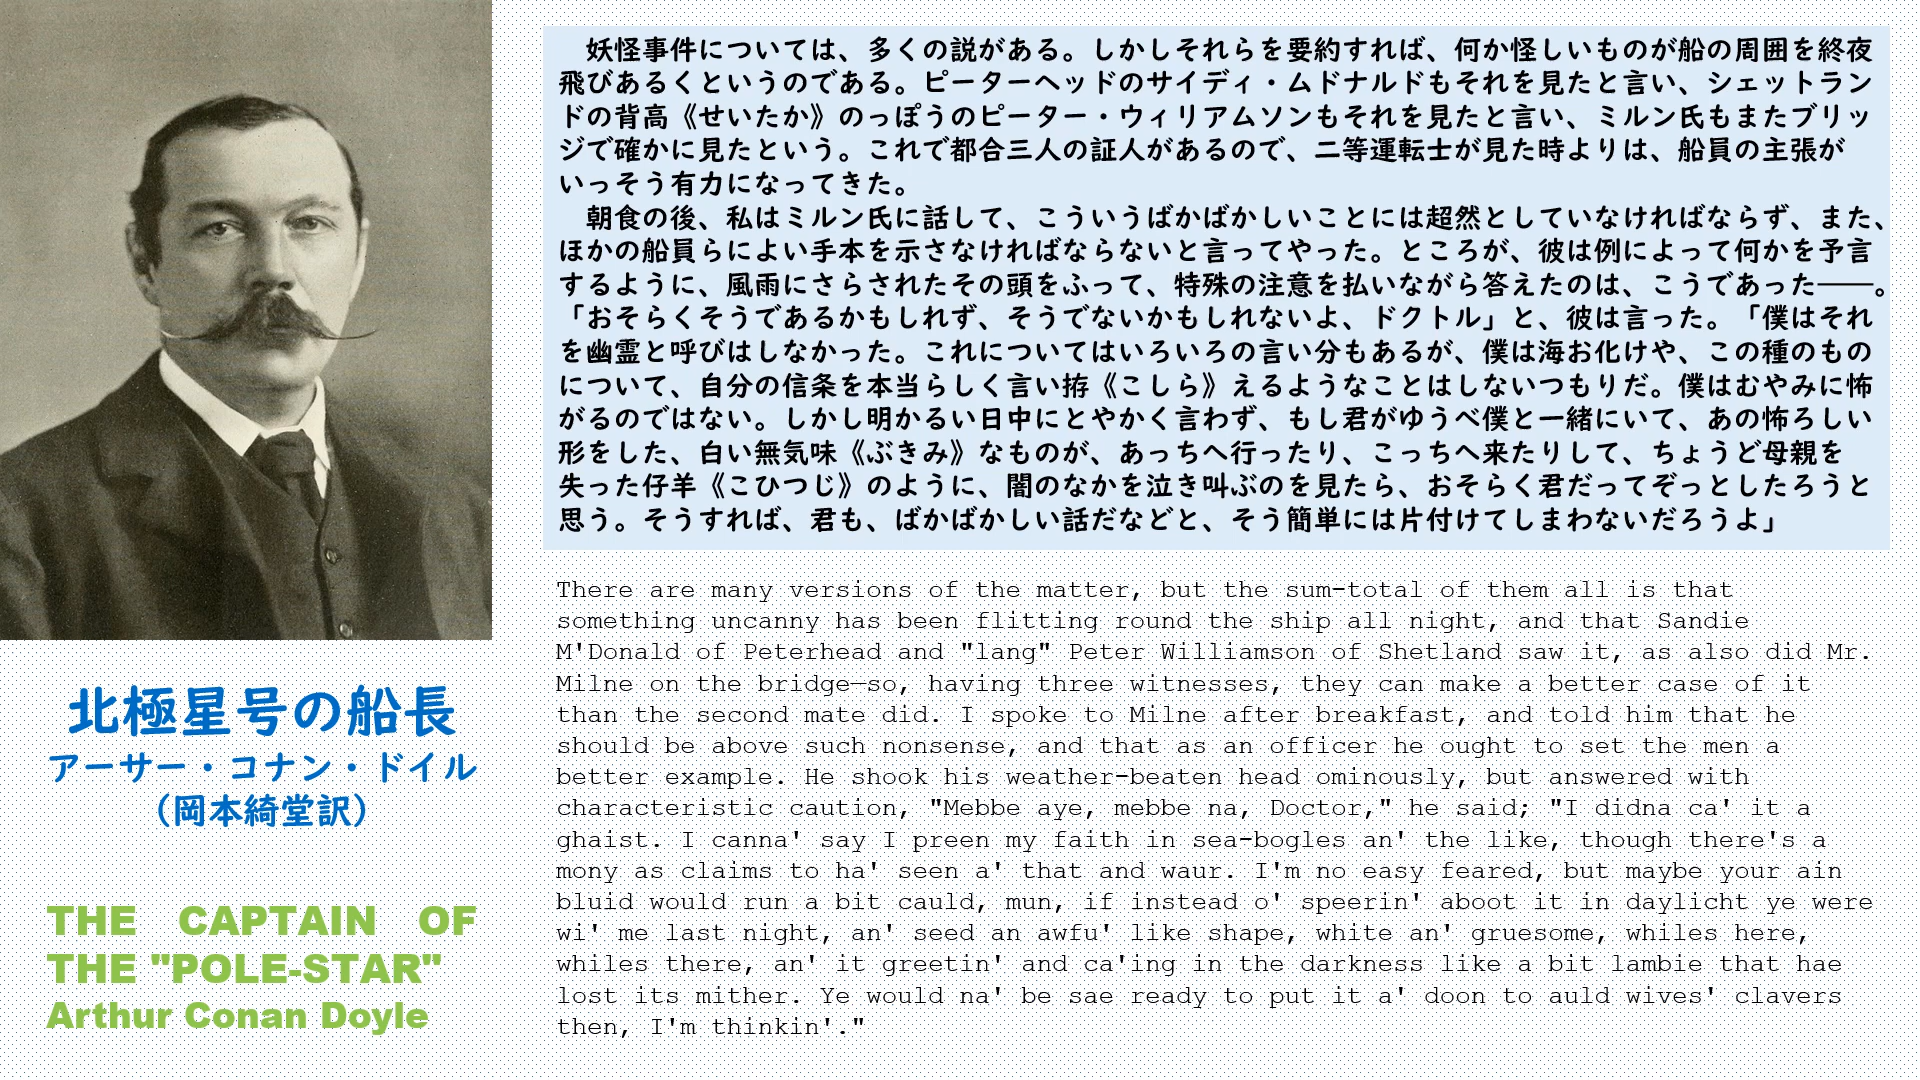 妖怪事件については、多くの説がある。しかしそれらを要約すれば、何か怪しいものが船の周囲を終夜
飛びあるくというのである。ピーターヘッドのサイディ・ムドナルドもそれを見たと言い、シェットラン
ドの背高《せいたか》のっぽうのピーター・ウィリアムソンもそれを見たと言い、ミルン氏もまたブリッ
ジで確かに見たという。これで都合三人の証人があるので、二等運転士が見た時よりは、船員の主張が
いっそう有力になってきた。
朝食の後、私はミルン氏に話して、こういうばかばかしいことには超然としていなければならず、また、
ほかの船員らによい手本を示さなければならないと言ってやった。ところが、彼は例によって何かを予言
するように、風雨にさらされたその頭をふって、特殊の注意を払いながら答えたのは、こうであった――。
「おそらくそうであるかもしれず、そうでないかもしれないよ、ドクトル」と、彼は言った。「僕はそれ
を幽霊と呼びはしなかった。これについてはいろいろの言い分もあるが、僕は海お化けや、この種のもの
について、自分の信条を本当らしく言い拵《こしら》えるようなことはしないつもりだ。僕はむやみに怖
がるのではない。しかし明かるい日中にとやかく言わず、もし君がゆうべ僕と一緒にいて、あの怖ろしい
形をした、白い無気味《ぶきみ》なものが、あっちへ行ったり、こっちへ来たりして、ちょうど母親を
失った仔羊《こひつじ》のように、闇のなかを泣き叫ぶのを見たら、おそらく君だってぞっとしたろうと
思う。そうすれば、君も、ばかばかしい話だなどと、そう簡単には片付けてしまわないだろうよ」
There are many versions of the matter, but the sum-total of them all is that
something uncanny has been flitting round the ship all night, and that Sandie
M'Donald of Peterhead and "lang" Peter Williamson of Shetland saw it, as also did Mr.
Milne on the bridge—so, having three witnesses, they can make a better case of it
than the second mate did. I spoke to Milne after breakfast, and told him that he
should be above such nonsense, and that as an officer he ought to set the men a
better example. He shook his weather-beaten head ominously, but answered with
characteristic caution, "Mebbe aye, mebbe na, Doctor," he said; "I didna ca' it a
ghaist. I canna' say I preen my faith in sea-bogles an' the like, though there's a
mony as claims to ha' seen a' that and waur. I'm no easy feared, but maybe your ain
bluid would run a bit cauld, mun, if instead o' speerin' aboot it in daylicht ye were
wi' me last night, an' seed an awfu' like shape, white an' gruesome, whiles here,
whiles there, an' it greetin' and ca'ing in the darkness like a bit lambie that hae
lost its mither. Ye would na' be sae ready to put it a' doon to auld wives' clavers
then, I'm thinkin'."
北極星号の船長
アーサー・コナン・ドイル
（岡本綺堂訳）
THE CAPTAIN OF
THE "POLE-STAR"
Arthur Conan Doyle